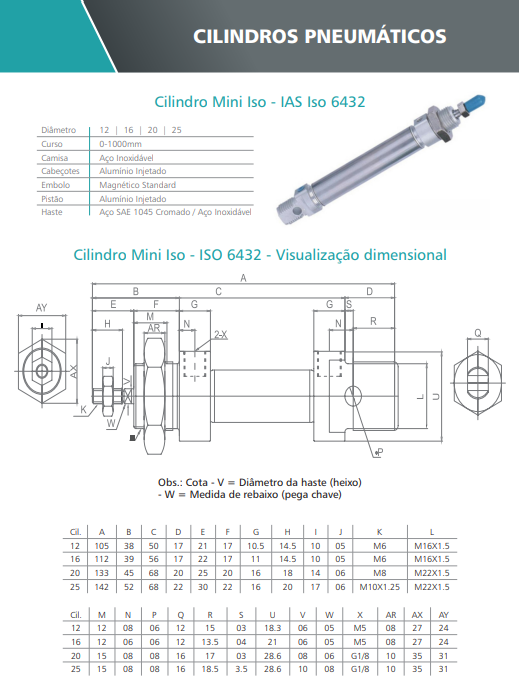 CILINDROS PNEUMÁTICOS
Cilindro Mini Iso - IAS Iso 6432
Diâmetro 12 | 16 | 20 | 25
Curso 0-1000mm
Camisa Aço Inoxidável
Cabeçotes Alumínio Injetado
Embolo Magnético Standard
Pistão Alumínio Injetado
Haste Aço SAE 1045 Cromado / Aço Inoxidável
Cilindro Mini Iso - ISO 6432 - Visualização dimensional
A
B C D
E F G G S
AY H M N N R Q
I AR 2-X
J V AX L U
K W
*P
Obs.: Cota - V = Diâmetro da haste (heixo)
- W = Medida de rebaixo (pega chave)
Cil. A B C D E F G H I J K L
12 105 38 50 17 21 17 10.5 14.5 10 05 M6 M16X1.5
16 112 39 56 17 22 17 11 14.5 10 05 M6 M16X1.5
20 133 45 68 20 25 20 16 18 14 06 M8 M22X1.5
25 142 52 68 22 30 22 16 20 17 06 M10X1.25 M22X1.5
Cil. M N P Q R S U V W X AR AX AY
12 12 08 06 12 15 03 18.3 06 05 M5 08 27 24
16 12 08 06 12 13.5 04 21 06 05 M5 08 27 24
20 15 08 08 16 17 03 28.6 08 06 G1/8 10 35 31
25 15 08 08 16 18.5 3.5 28.6 10 08 G1/8 10 35 31